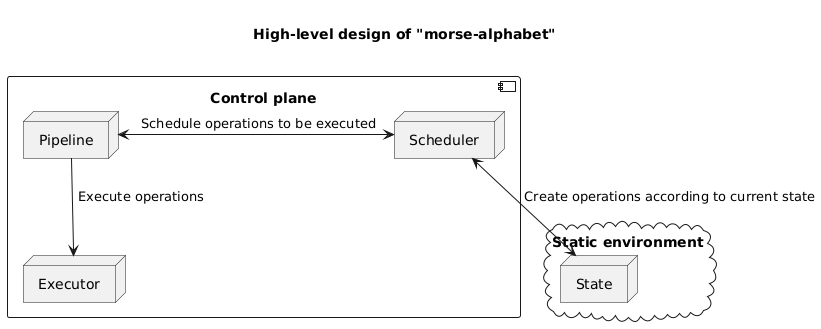 High-level design of "morse-alphabet"
Control plane
Schedule operations to be executed
Pipeline
Scheduler
Execute operations
Create operations according to current state
Static environment
Executor
State